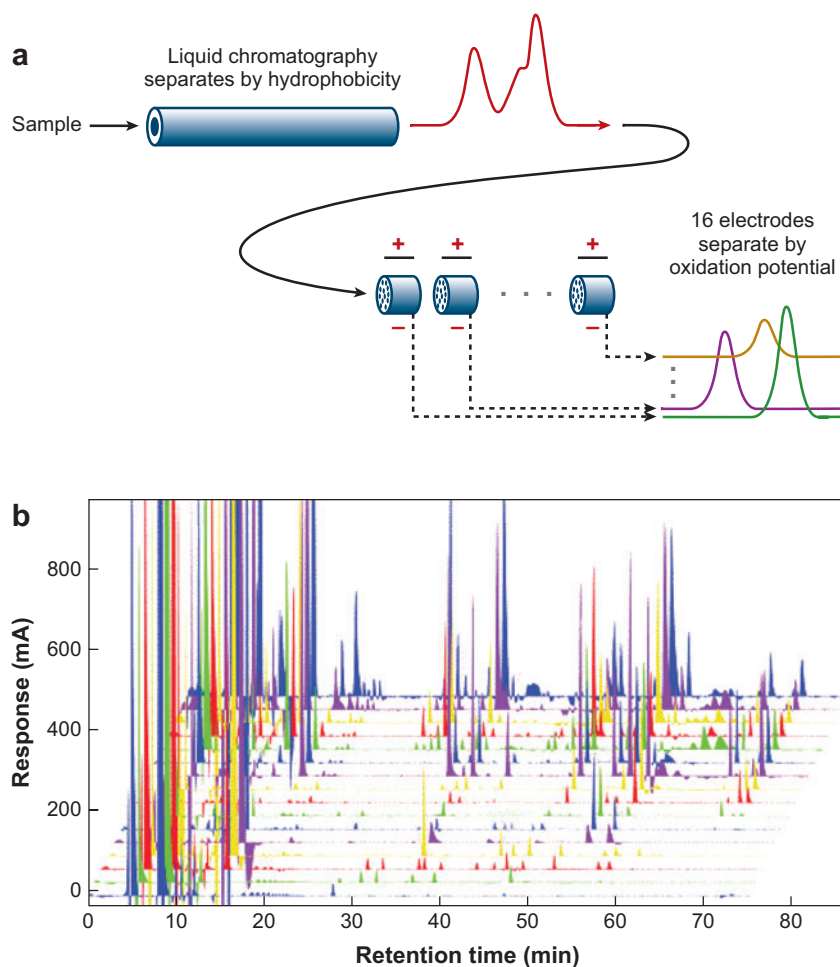 a
Liquid chromatography
separates by hydrophobicity
Sample
16 electrodes
separate by
oxidation potential
+ + +
− − −
b
Response (mA)
800
600
400
200
0
0 10 20 30 40 50 60 70 80
Retention time (min)